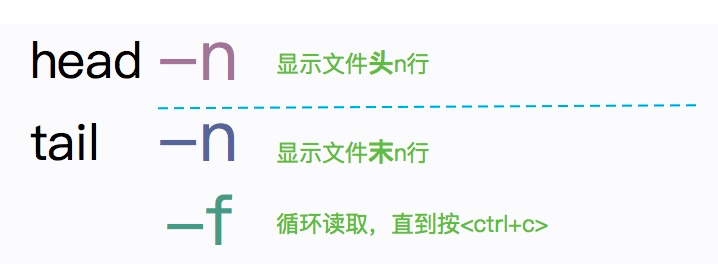 head –n 显示文件头n行
tail –n 显示文件末n行
–f 循环读取，直到按<ctrl+c>